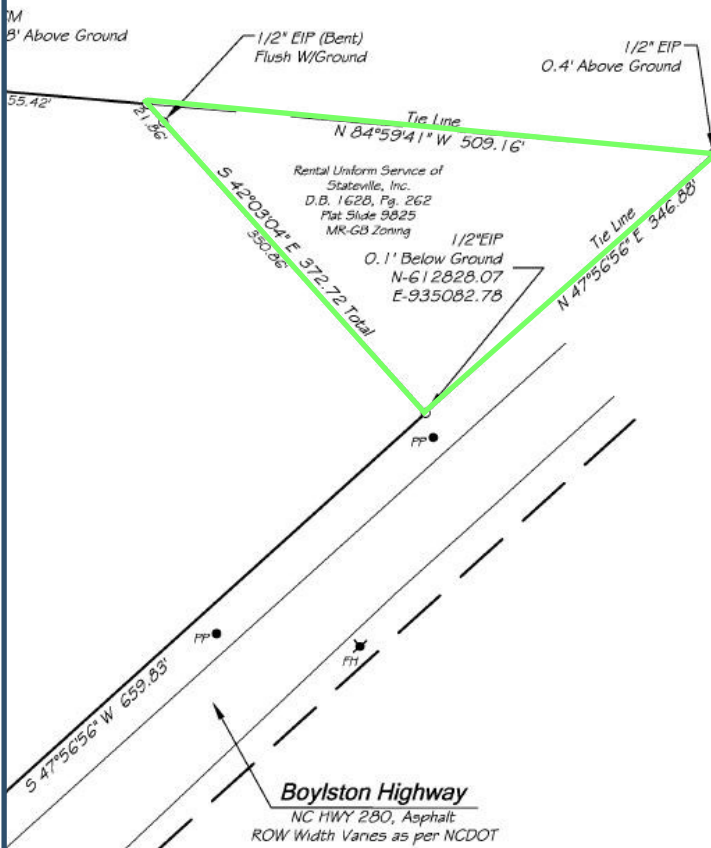 8' Above Ground
1/2" EIP (Bent)
Flush W/Ground
1/2" EIP
0.4' Above Ground
55.42'
21.86'
Tie Line
N 84°59'41" W 509.16'
Rental Uniform Service of
Stateville, Inc.
D.B. 1628, Pg. 262
Plat Slide 9825
MR-GB Zoning
S 42°03'04" E 372.72 Total
350.86'
1/2"EIP
0.1' Below Ground
N-612828.07
E-935082.78
Tie Line
N 47°56'56" E 346.88'
PP
PP
FH
S 47°56'56" W 659.83'
Boylston Highway
NC HWY 280, Asphalt
ROW Width Varies as per NCDOT